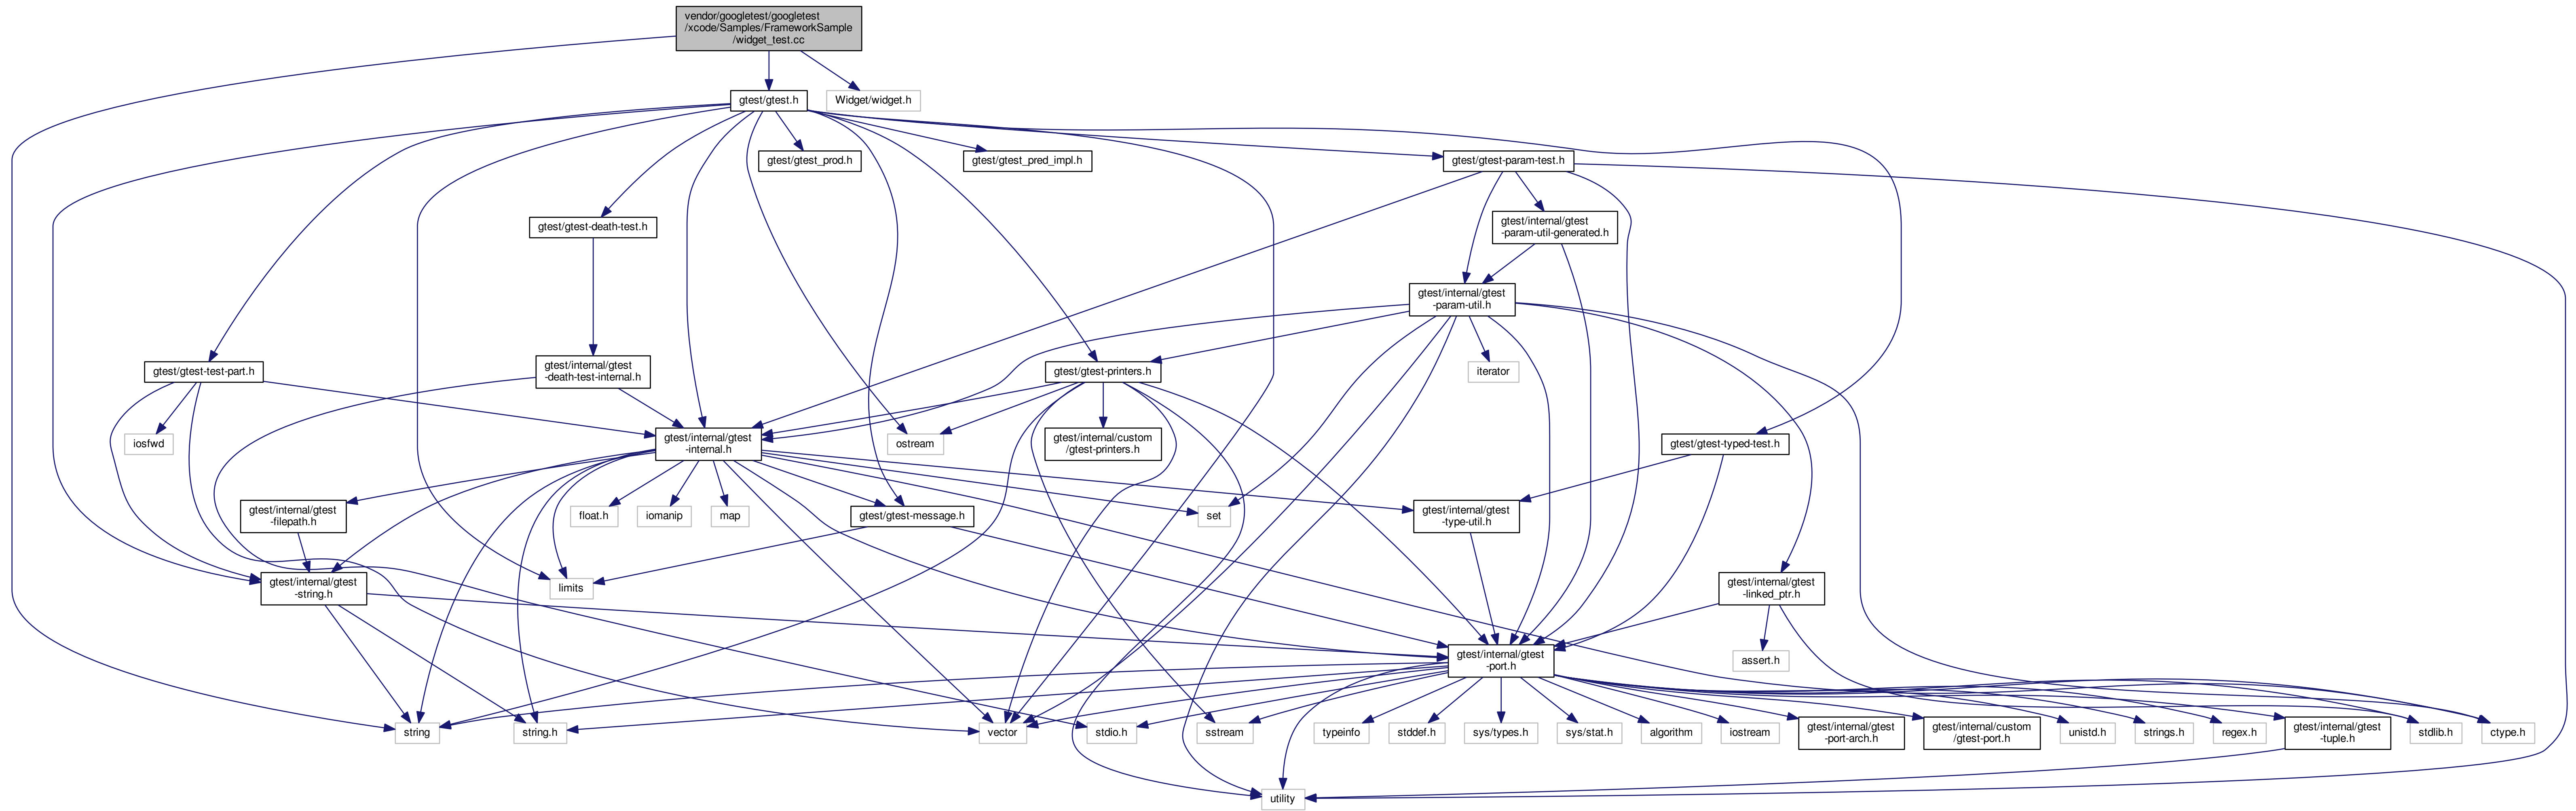 vendor/googletest/googletest
/xcode/Samples/FrameworkSample
/widget_test.cc
gtest/gtest.h
Widget/widget.h
gtest/gtest_prod.h
gtest/gtest_pred_impl.h
gtest/gtest-param-test.h
gtest/gtest-death-test.h
gtest/internal/gtest
-param-util-generated.h
gtest/internal/gtest
-param-util.h
gtest/gtest-test-part.h
gtest/internal/gtest
-death-test-internal.h
gtest/gtest-printers.h
iterator
iosfwd
gtest/internal/gtest
-internal.h
ostream
gtest/internal/custom
/gtest-printers.h
gtest/gtest-typed-test.h
gtest/internal/gtest
-filepath.h
float.h
iomanip
map
gtest/gtest-message.h
set
gtest/internal/gtest
-type-util.h
gtest/internal/gtest
-string.h
limits
gtest/internal/gtest
-linked_ptr.h
gtest/internal/gtest
-port.h
assert.h
string
string.h
vector
stdio.h
sstream
typeinfo
stddef.h
sys/types.h
sys/stat.h
algorithm
iostream
gtest/internal/gtest
-port-arch.h
gtest/internal/custom
/gtest-port.h
unistd.h
strings.h
regex.h
gtest/internal/gtest
-tuple.h
stdlib.h
ctype.h
utility